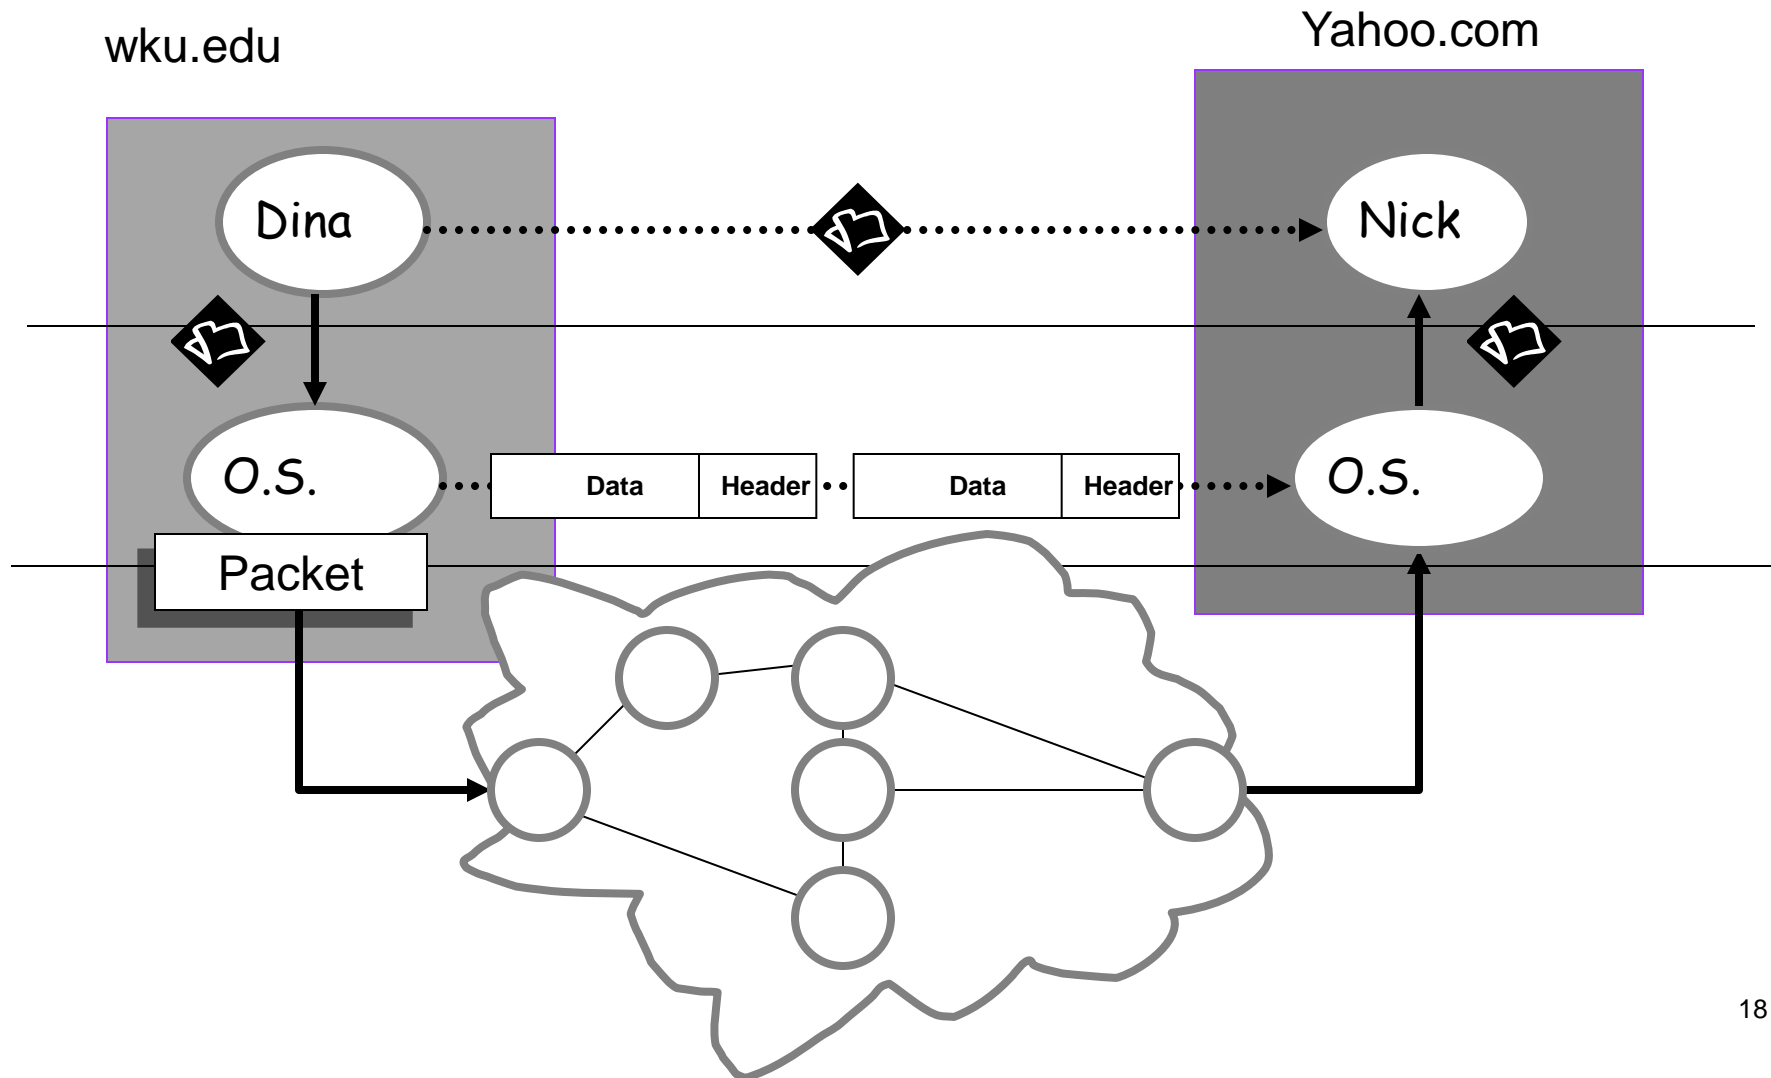 wku.edu
Yahoo.com
Dina
Nick
O.S.
Data Header
Data Header
O.S.
Packet
18